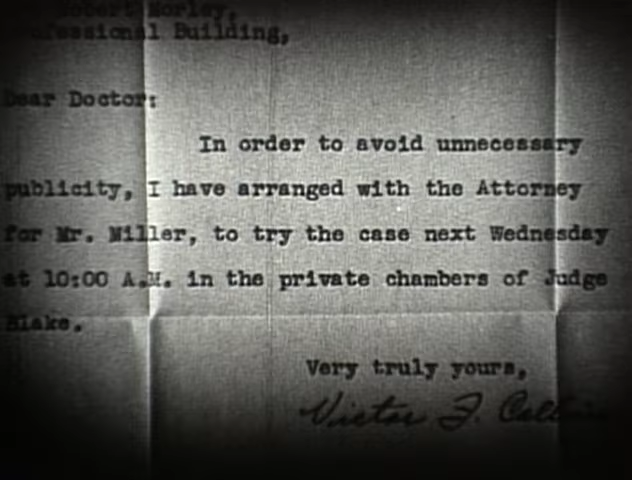 Robert Morley,
Professional Building,
Dear Doctor:
In order to avoid unnecessary
publicity, I have arranged with the Attorney
for Mr. Miller, to try the case next Wednesday
at 10:00 A.M. in the private chambers of Judge
Blake.
Very truly yours,
Victor F.